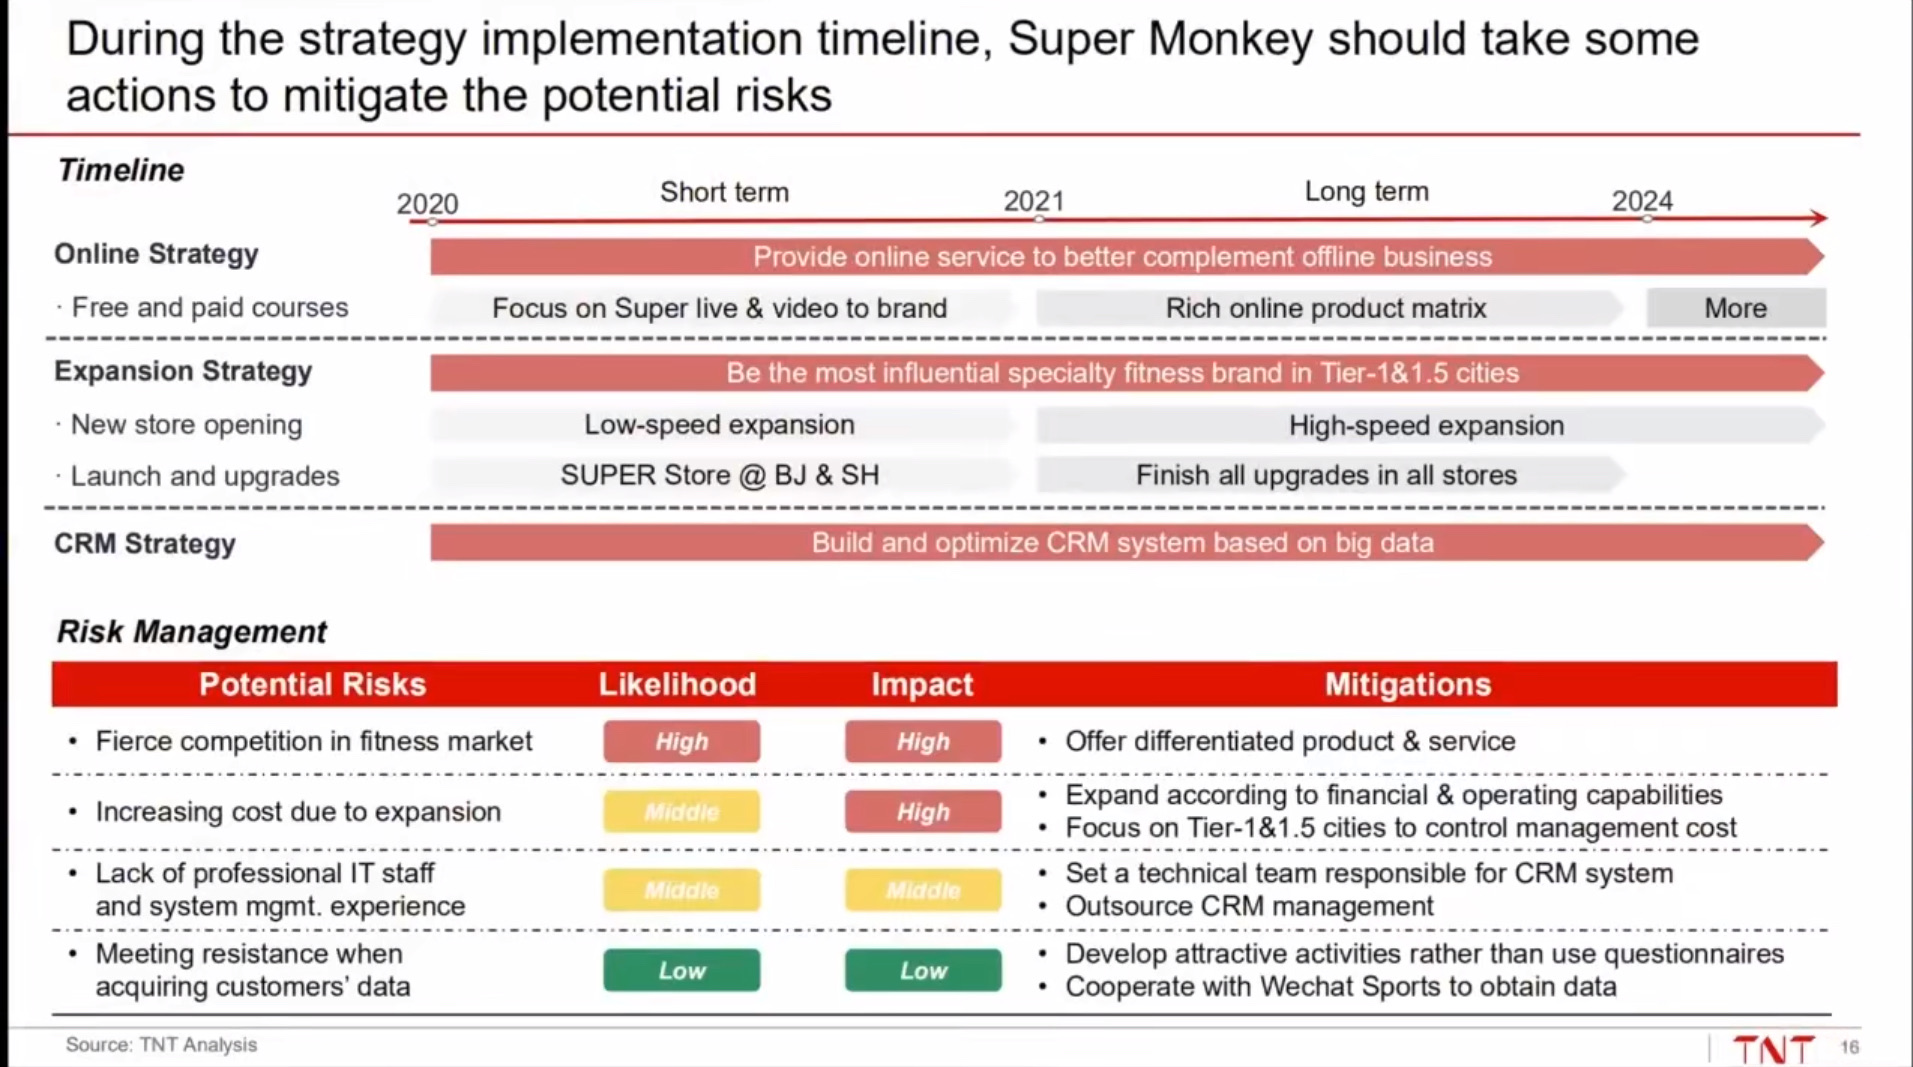 During the strategy implementation timeline, Super Monkey should take some
actions to mitigate the potential risks
Timeline
2020 Short term 2021 Long term 2024
Online Strategy Provide online service to better complement offline business
· Free and paid courses Focus on Super live & video to brand Rich online product matrix More
Expansion Strategy Be the most influential specialty fitness brand in Tier-1&1.5 cities
· New store opening Low-speed expansion High-speed expansion
· Launch and upgrades SUPER Store @ BJ & SH Finish all upgrades in all stores
CRM Strategy Build and optimize CRM system based on big data
Risk Management
Potential Risks Likelihood Impact Mitigations
• Fierce competition in fitness market High High • Offer differentiated product & service
• Increasing cost due to expansion Middle High • Expand according to financial & operating capabilities
• Focus on Tier-1&1.5 cities to control management cost
• Lack of professional IT staff
and system mgmt. experience Middle Middle • Set a technical team responsible for CRM system
• Outsource CRM management
• Meeting resistance when
acquiring customers' data Low Low • Develop attractive activities rather than use questionnaires
• Cooperate with Wechat Sports to obtain data
Source: TNT Analysis
TNT 16